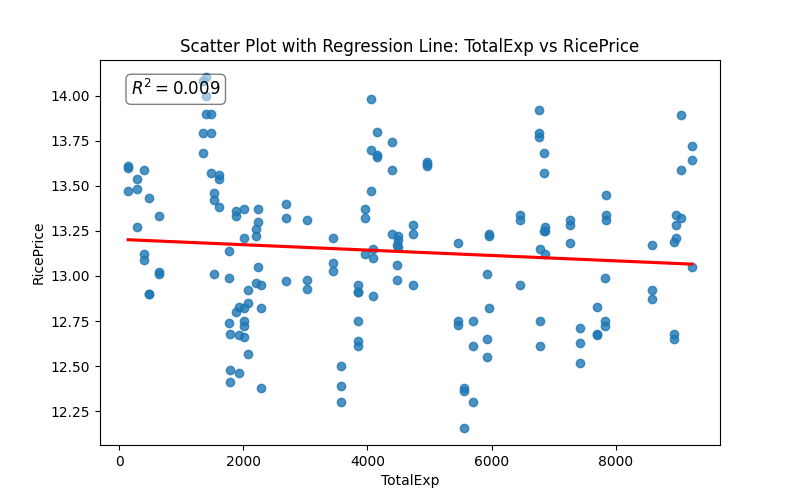 Scatter Plot with Regression Line: TotalExp vs RicePrice
R² = 0.009
14.00
13.75
13.50
13.25
13.00
12.75
12.50
12.25
RicePrice
0 2000 4000 6000 8000
TotalExp